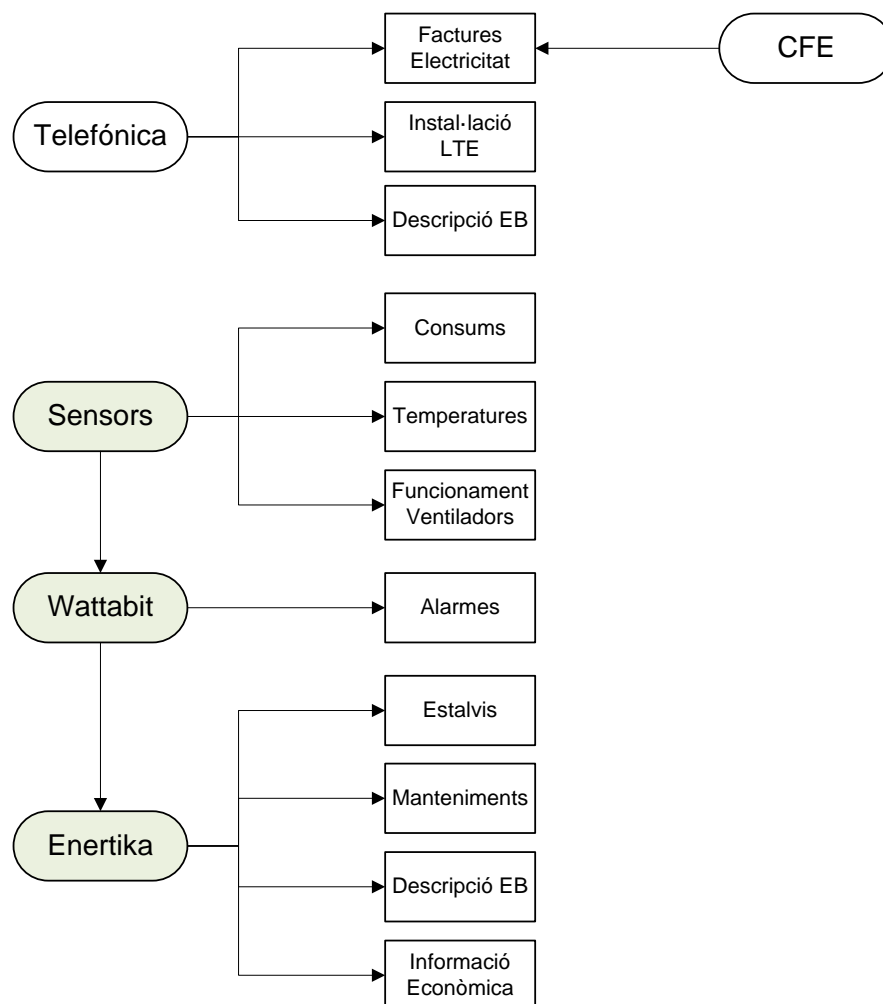 Factures
Electricitat
CFE
Telefónica
Instal·lació
LTE
Descripció EB
Consums
Sensors
Temperatures
Funcionament
Ventiladors
Wattabit
Alarmes
Estalvis
Manteniments
Enertika
Descripció EB
Informació
Econòmica